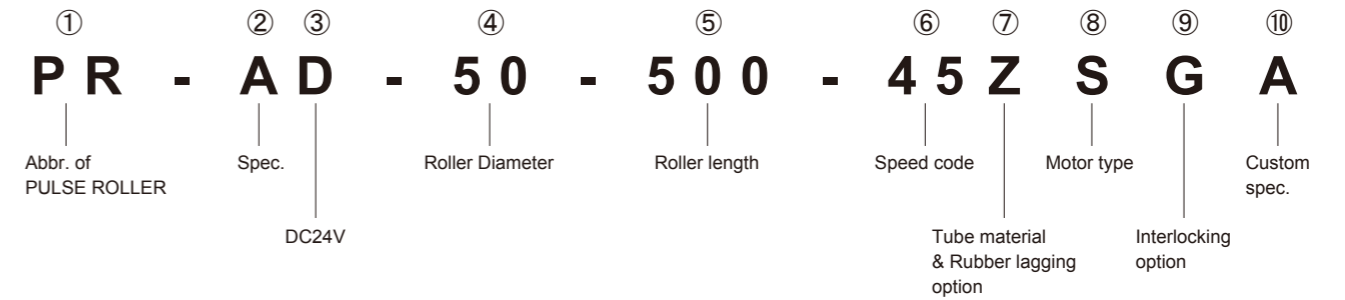 ① ② ③ ④ ⑤ ⑥ ⑦ ⑧ ⑨ ⑩
PR - AD - 50 - 500 - 45Z S G A
Abbr. of
PULSE ROLLER
Spec.
Roller Diameter
Roller length
Speed code
Motor type
Custom
spec.
DC24V
Tube material
& Rubber lagging
option
Interlocking
option